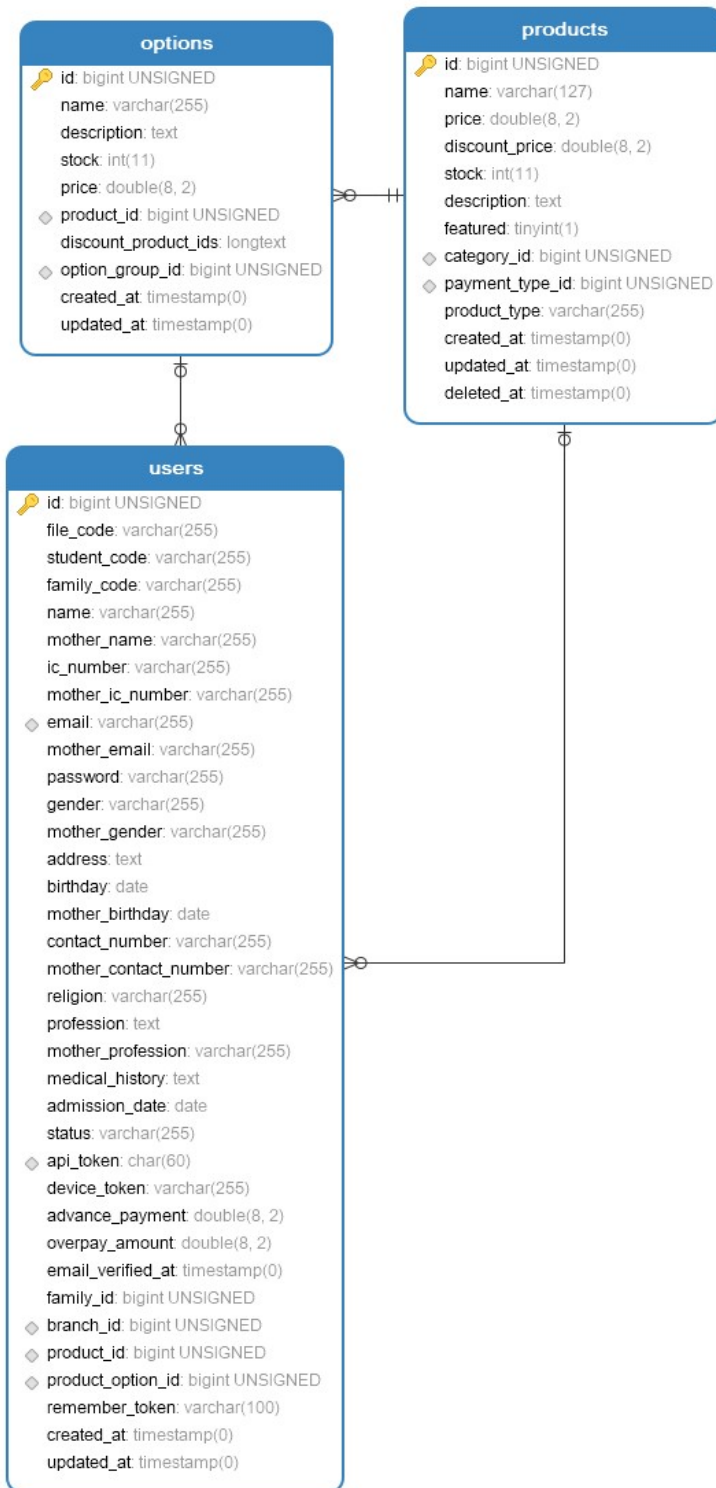 options
id: bigint UNSIGNED
name: varchar(255)
description: text
stock: int(11)
price: double(8, 2)
product_id: bigint UNSIGNED
discount_product_ids: longtext
option_group_id: bigint UNSIGNED
created_at: timestamp(0)
updated_at: timestamp(0)
products
id: bigint UNSIGNED
name: varchar(127)
price: double(8, 2)
discount_price: double(8, 2)
stock: int(11)
description: text
featured: tinyint(1)
category_id: bigint UNSIGNED
payment_type_id: bigint UNSIGNED
product_type: varchar(255)
created_at: timestamp(0)
updated_at: timestamp(0)
deleted_at: timestamp(0)
users
id: bigint UNSIGNED
file_code: varchar(255)
student_code: varchar(255)
family_code: varchar(255)
name: varchar(255)
mother_name: varchar(255)
ic_number: varchar(255)
mother_ic_number: varchar(255)
email: varchar(255)
mother_email: varchar(255)
password: varchar(255)
gender: varchar(255)
mother_gender: varchar(255)
address: text
birthday: date
mother_birthday: date
contact_number: varchar(255)
mother_contact_number: varchar(255)
religion: varchar(255)
profession: text
mother_profession: varchar(255)
medical_history: text
admission_date: date
status: varchar(255)
api_token: char(60)
device_token: varchar(255)
advance_payment: double(8, 2)
overpay_amount: double(8, 2)
email_verified_at: timestamp(0)
family_id: bigint UNSIGNED
branch_id: bigint UNSIGNED
product_id: bigint UNSIGNED
product_option_id: bigint UNSIGNED
remember_token: varchar(100)
created_at: timestamp(0)
updated_at: timestamp(0)